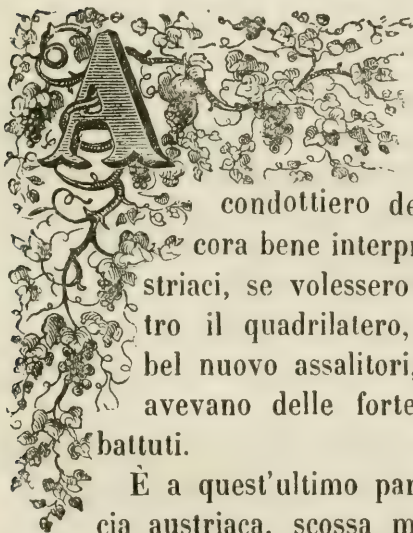 A
condottiero de
cora bene interpr
striaci, se volessero
tro il quadrilatero,
bel nuovo assalitori,
avevano delle forte
battuti.
È a quest'ultimo par
cia austriaca, scossa m